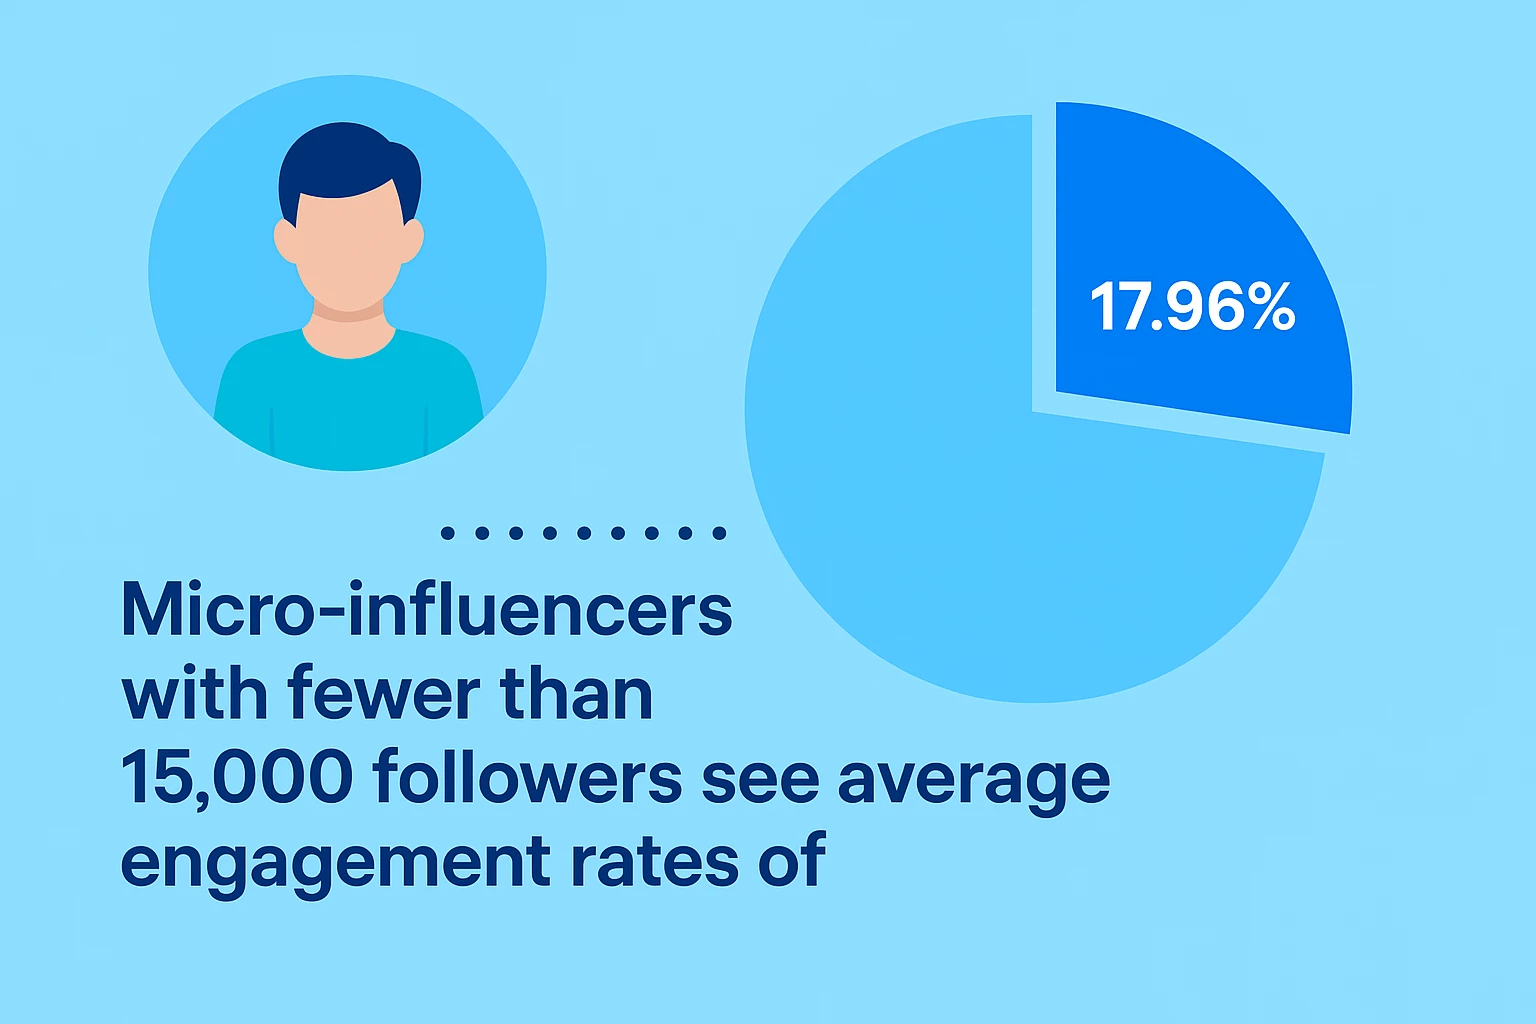 17.96%
Micro-influencers
with fewer than
15,000 followers see average
engagement rates of